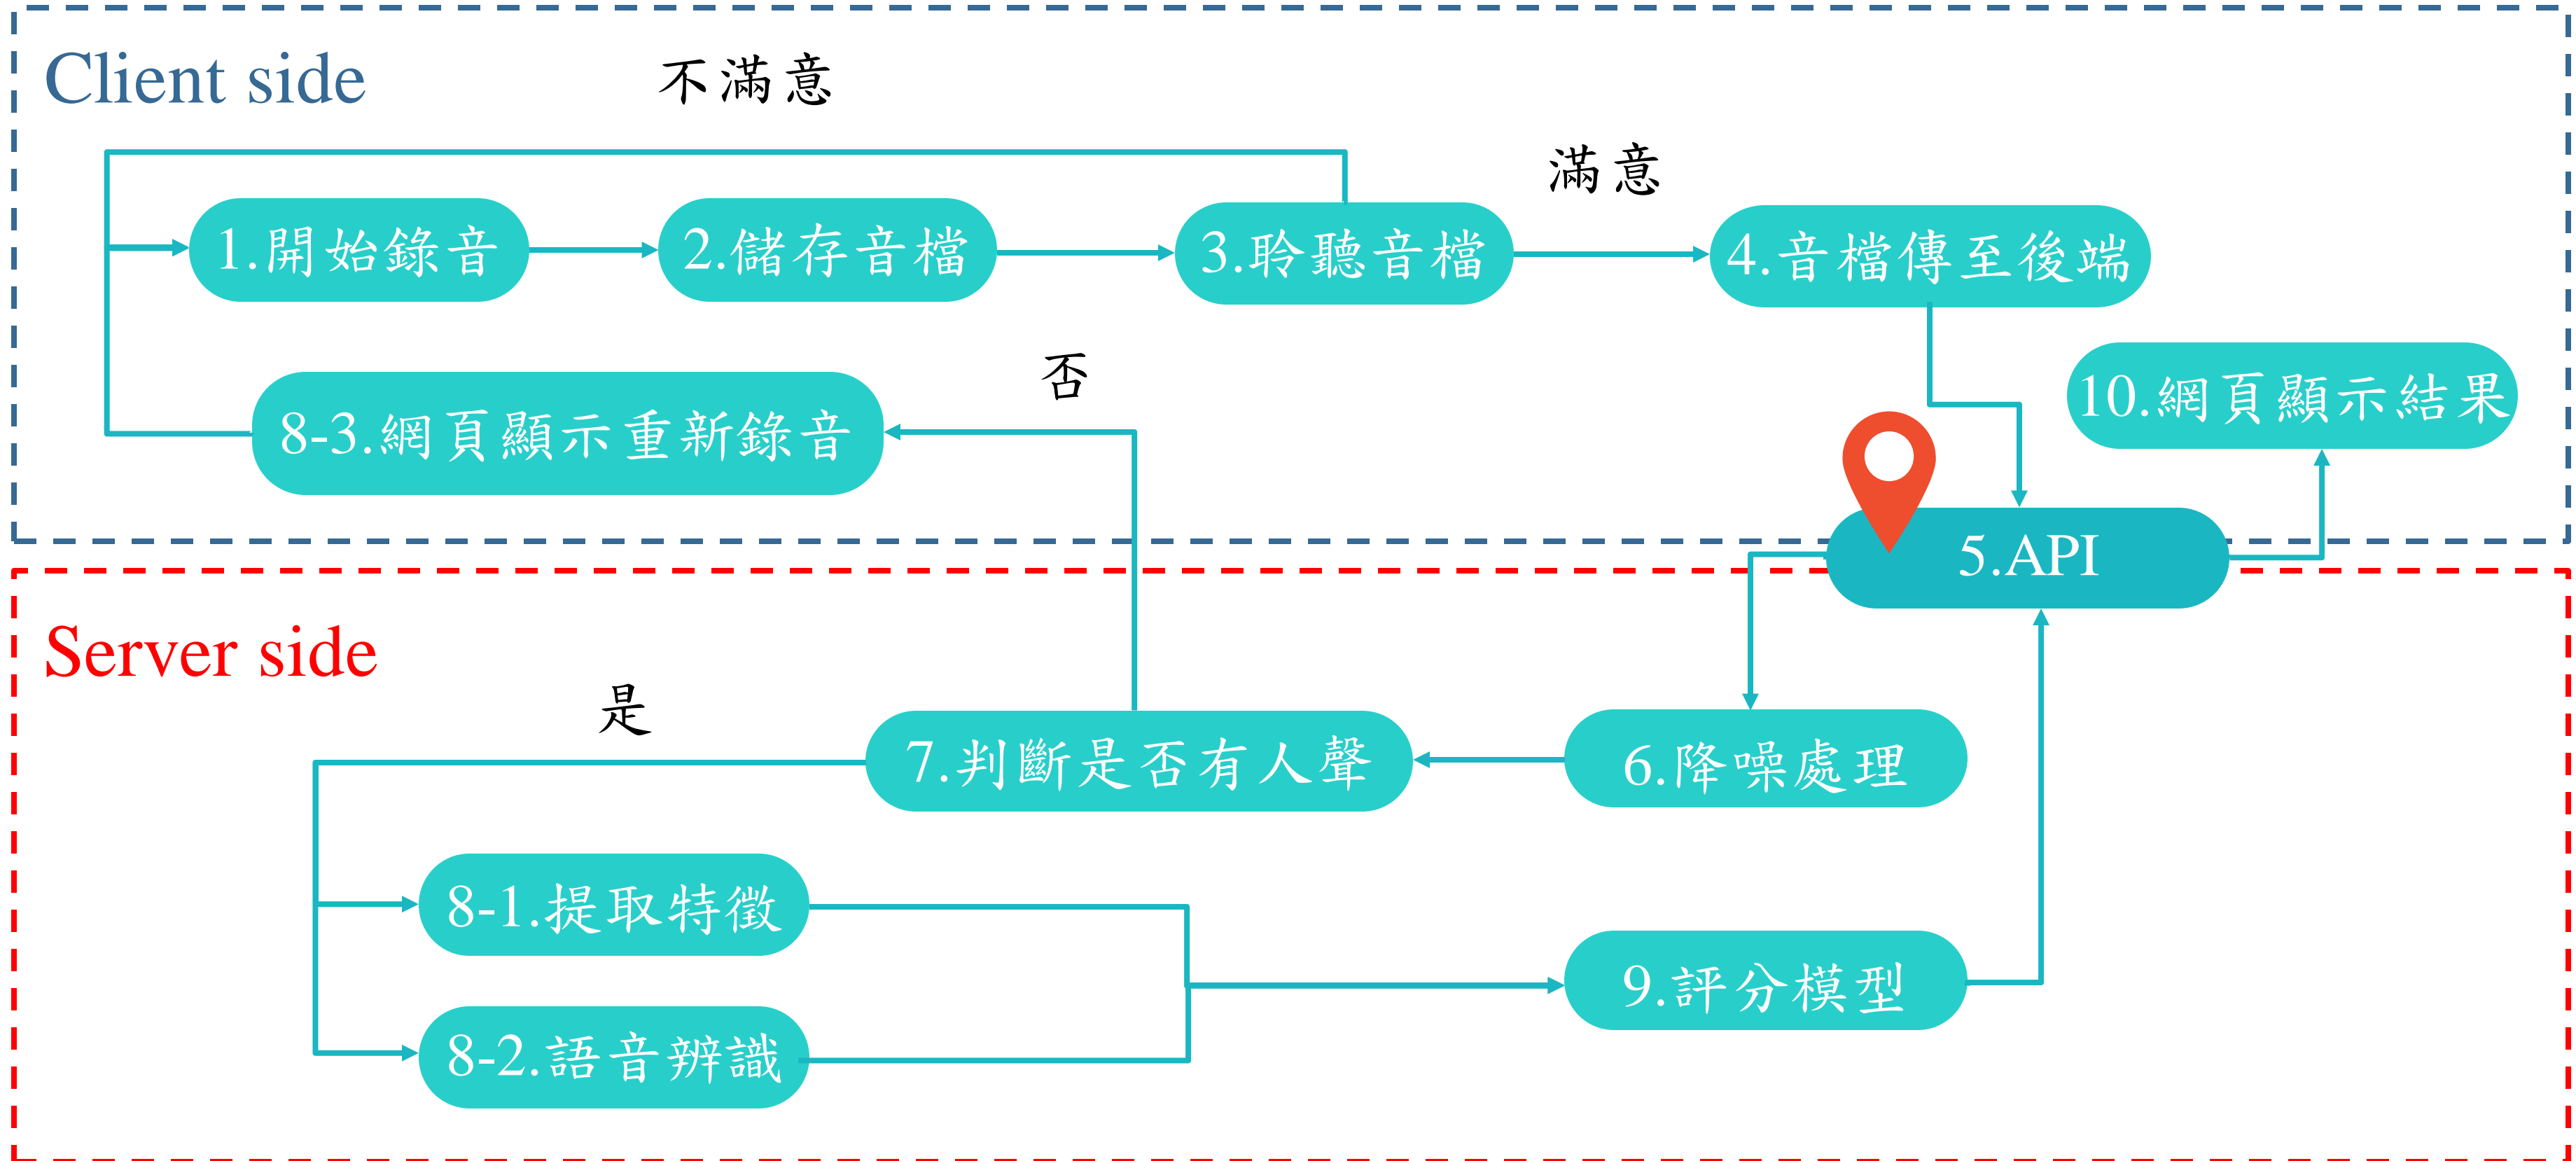 Client side
不滿意
滿意
1.開始錄音
2.儲存音檔
3.聆聽音檔
4.音檔傳至後端
否
10.網頁顯示結果
8-3.網頁顯示重新錄音
5.API
Server side
是
7.判斷是否有人聲
6.降噪處理
8-1.提取特徵
9.評分模型
8-2.語音辨識